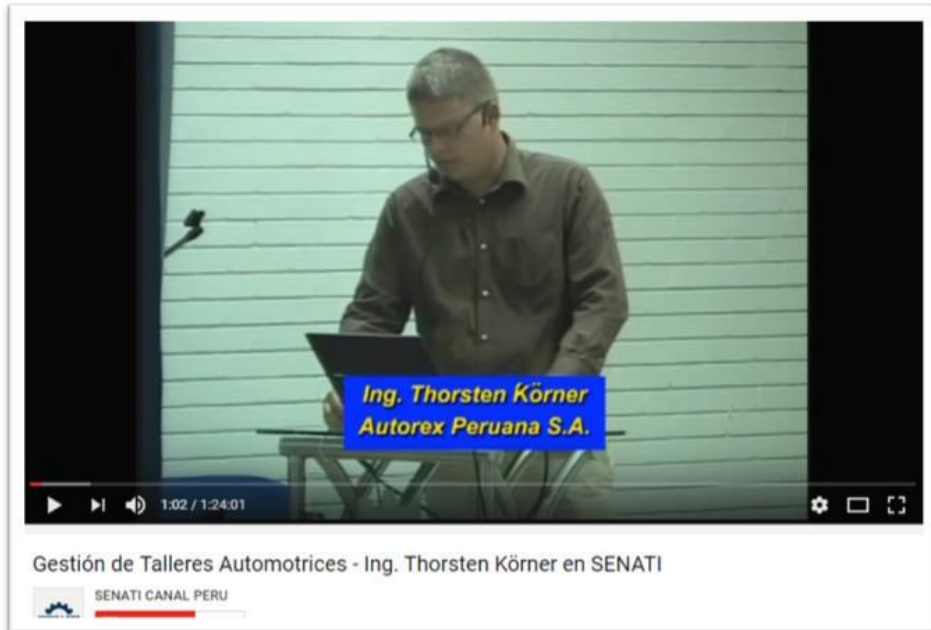 Ing. Thorsten Körner
Autorex Peruana S.A.
1:02 / 1:24:01
Gestión de Talleres Automotrices - Ing. Thorsten Körner en SENATI
SENATI CANAL PERU